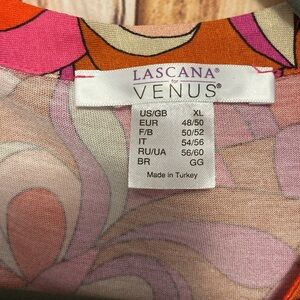 LASCANA®
for
VENUS®
US/GB XL
EUR 48/50
F/B 50/52
IT 54/56
RU/UA 56/60
BR GG
Made in Turkey